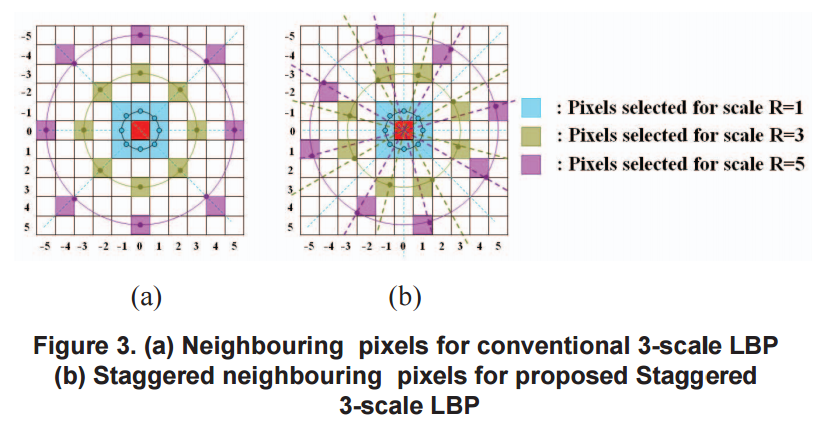 -5
-4
-3
-2
-1
0
1
2
3
4
5
-5 -4 -3 -2 -1 0 1 2 3 4 5
-5
-4
-3
-2
-1
0
1
2
3
4
5
-5 -4 -3 -2 -1 0 1 2 3 4 5
: Pixels selected for scale R=1
: Pixels selected for scale R=3
: Pixels selected for scale R=5
(a)
(b)
Figure 3. (a) Neighbouring pixels for conventional 3-scale LBP
(b) Staggered neighbouring pixels for proposed Staggered
3-scale LBP